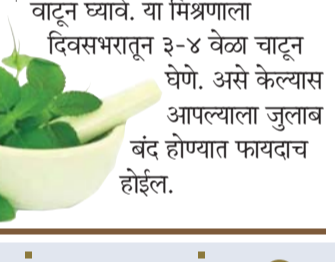 वाटून घ्यावे. या मिश्रणाला
दिवसभरातून ३-४ वेळा चाटून
घेणे. असे केल्यास
आपल्याला जुलाब
बंद होण्यात फायदाच
होईल.